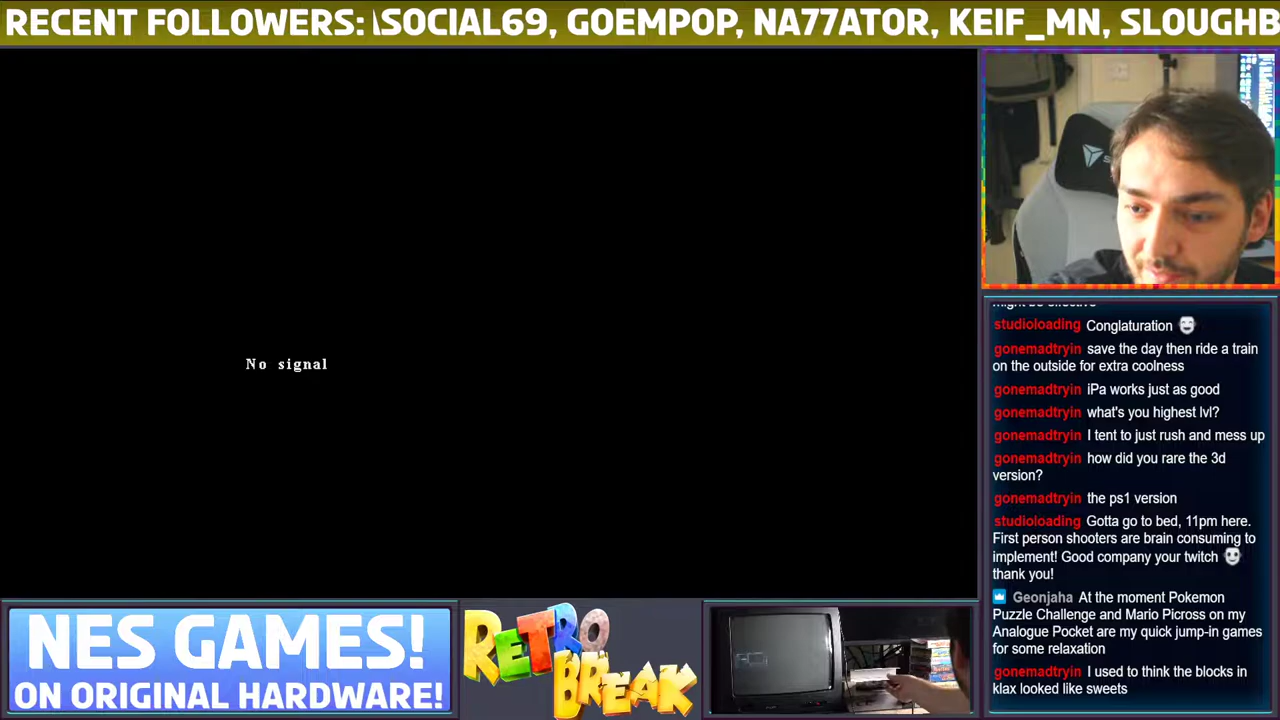 RECENT FOLLOWERS: \SOCIAL69, GOEMPOP, NA77ATOR, KEIF_MN, SLOUGHB
No signal
studioloading Conglaturation
gonemadtryin save the day then ride a train
on the outside for extra coolness
gonemadtryin iPa works just as good
gonemadtryin what's you highest lvl?
gonemadtryin I tent to just rush and mess up
gonemadtryin how did you rare the 3d
version?
gonemadtryin the ps1 version
studioloading Gotta go to bed, 11pm here.
First person shooters are brain consuming to
implement! Good company your twitch
thank you!
Geonjaha At the moment Pokemon
Puzzle Challenge and Mario Picross on my
Analogue Pocket are my quick jump-in games
for some relaxation
gonemadtryin I used to think the blocks in
klax looked like sweets
NES GAMES!
ON ORIGINAL HARDWARE!
RETRO
BREAK